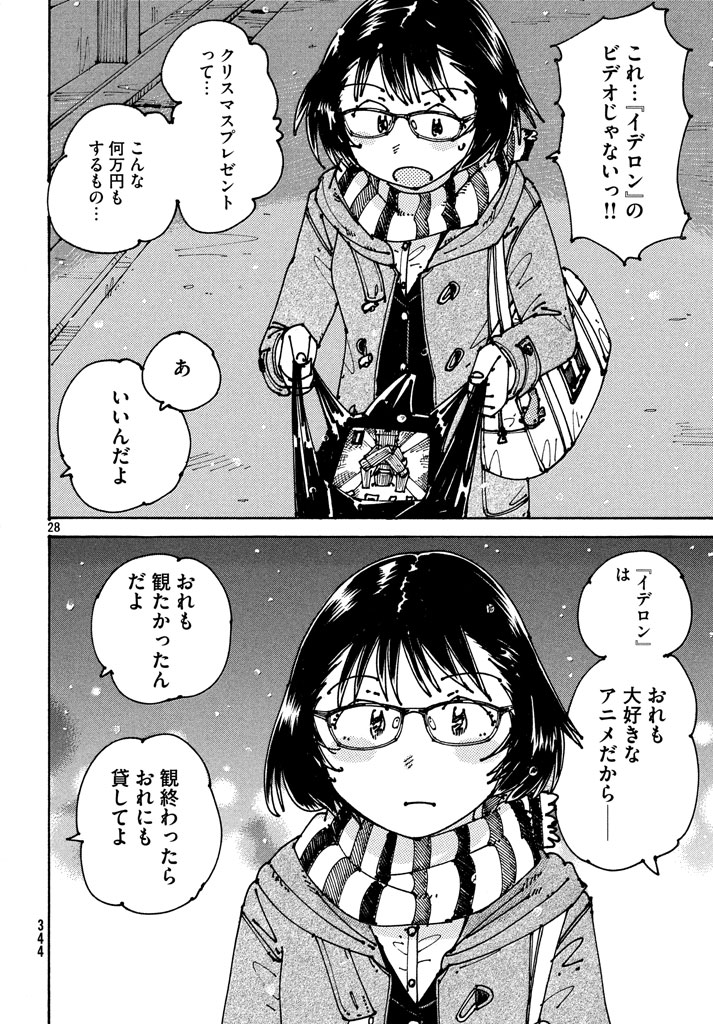 これ…『イデロン』の
ビデオじゃないっ!!
クリスマスプレゼント
って…
こんな
何万円も
するもの…
あ
いいんだよ
28
『イデロン』
は
おれも
大好きな
アニメだから――
おれも
観たかったん
だよ
観終わったら
おれにも
貸してよ
344